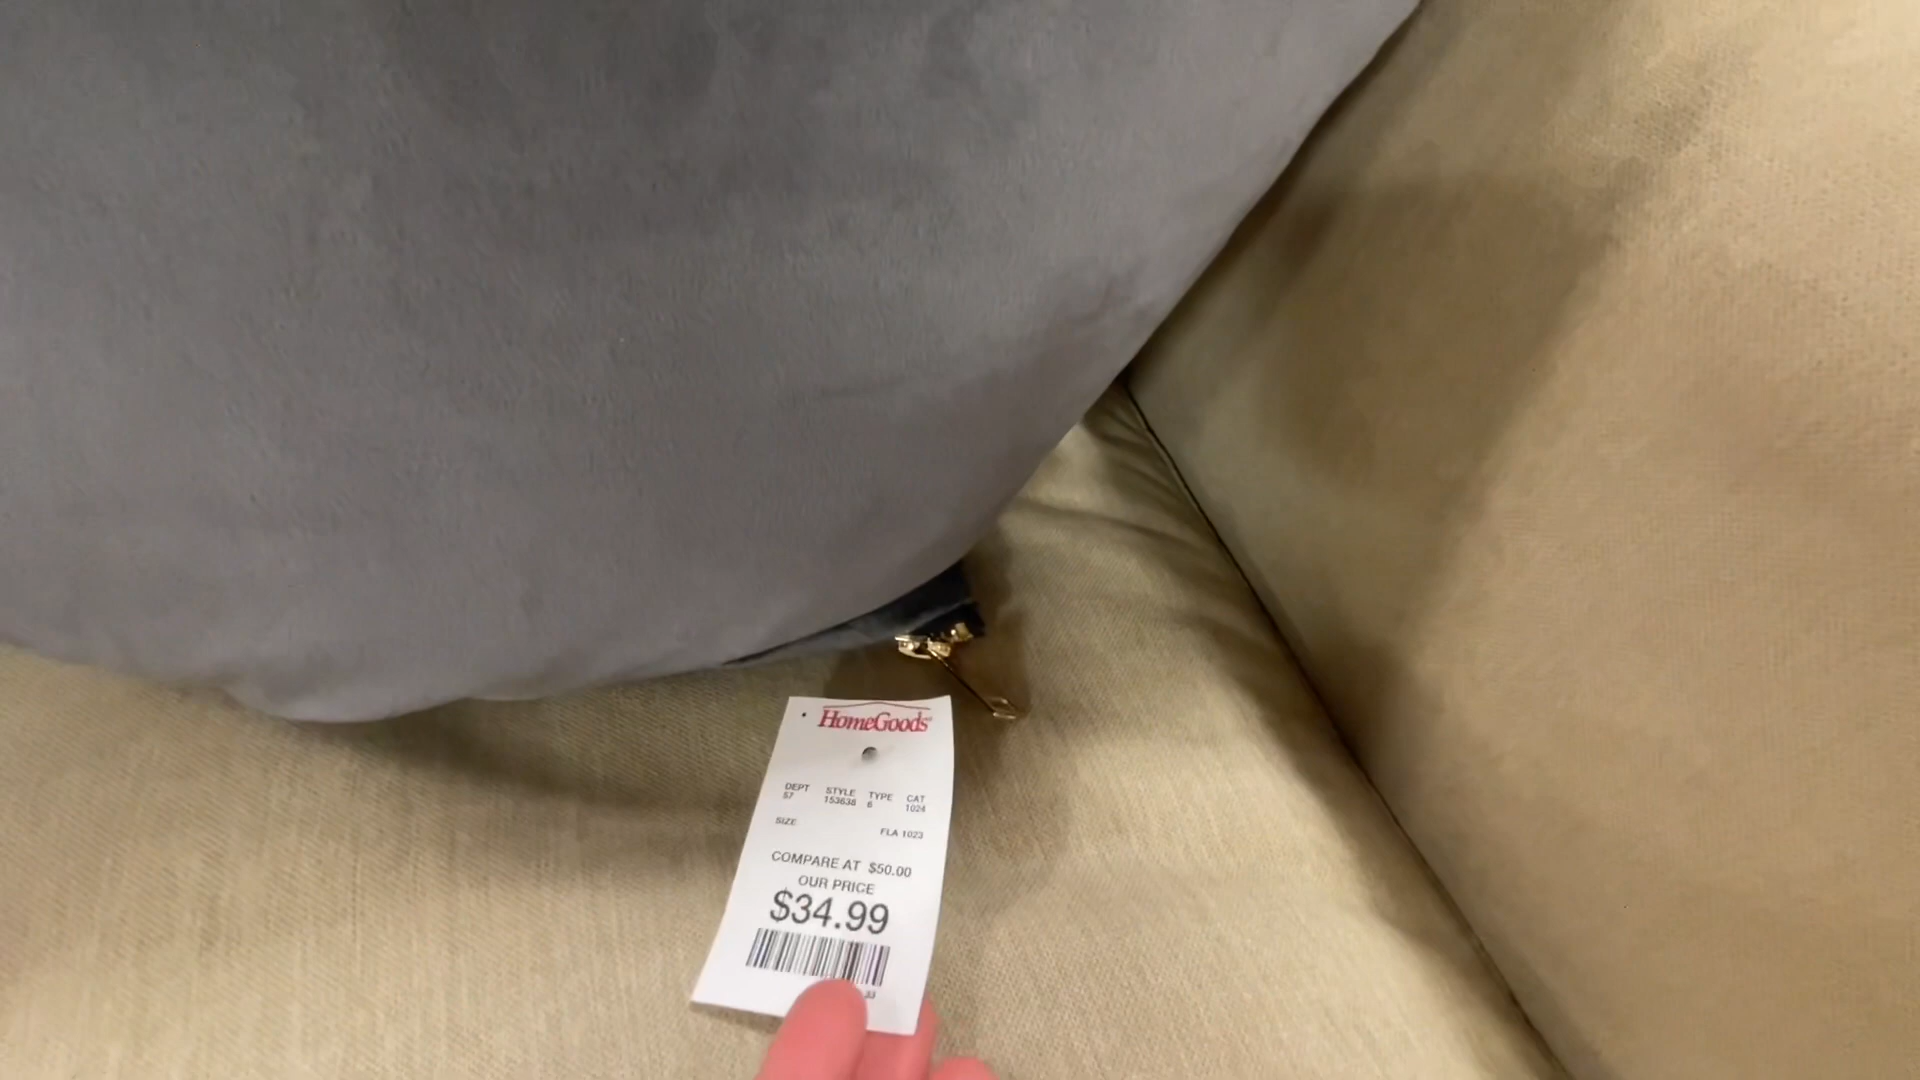 HomeGoods
DEPT STYLE TYPE CAT
57 153638 6 1024
SIZE
FLA 1023
COMPARE AT $50.00
OUR PRICE
$34.99